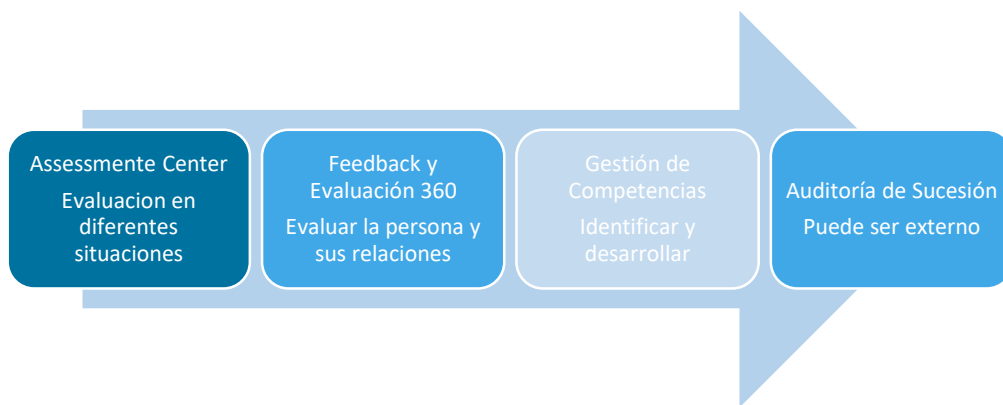 Assessmente Center
Evaluacion en
diferentes
situaciones
Feedback y
Evaluación 360
Evaluar la persona y
sus relaciones
Gestión de
Competencias
Identificar y
desarrollar
Auditoría de Sucesión
Puede ser externo